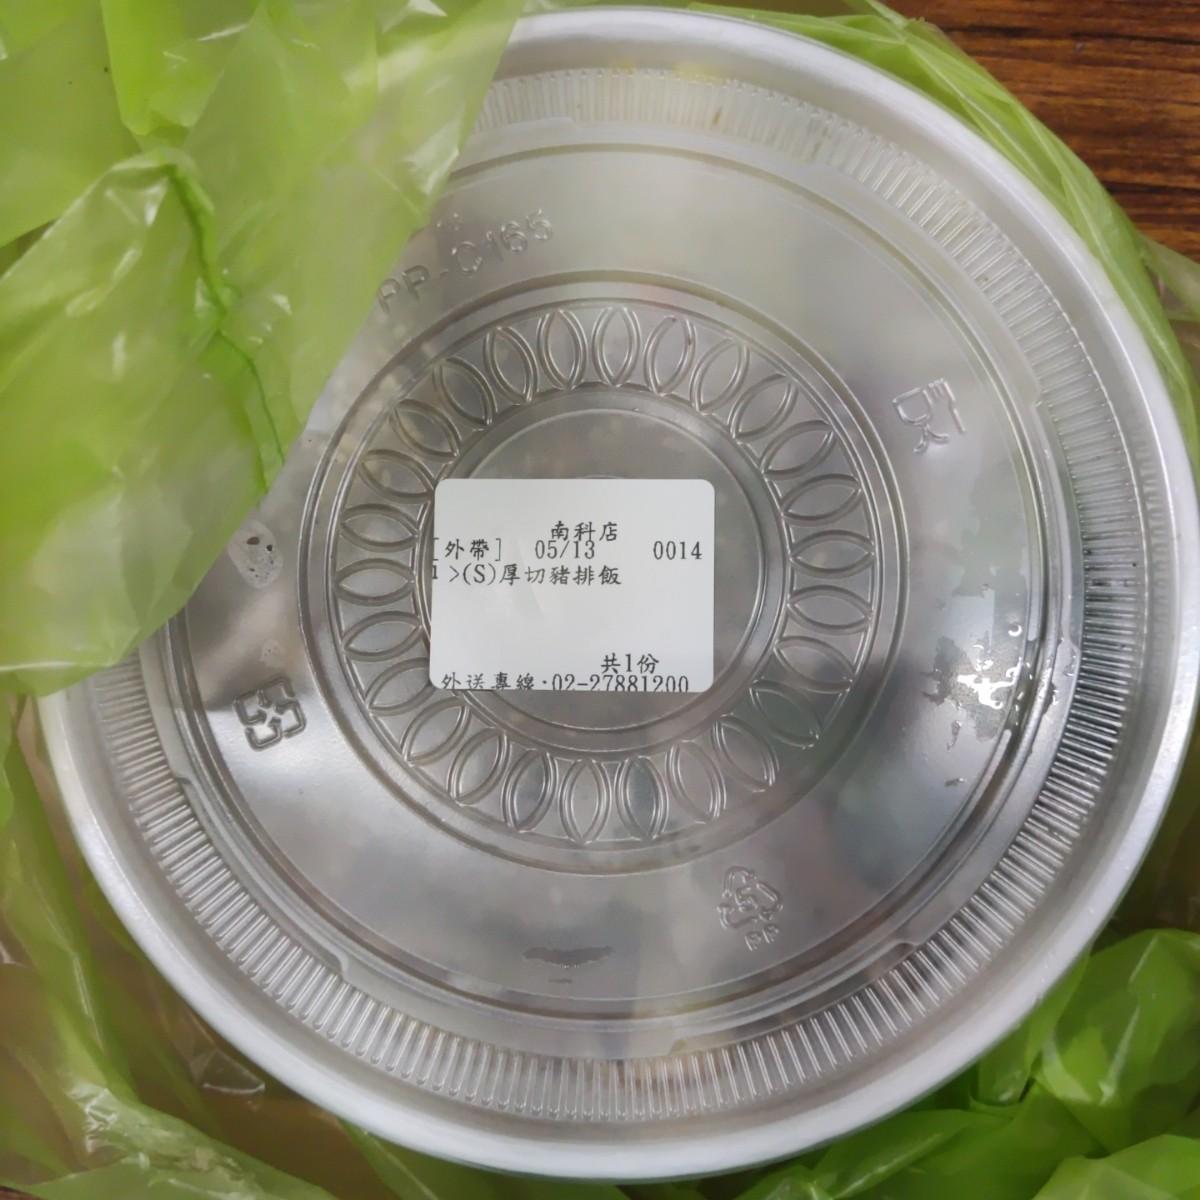 PP-C165
南科店
[外帶] 05/13 0014
1>(S)厚切豬排飯
共1份
外送專線:02-27881200
PP